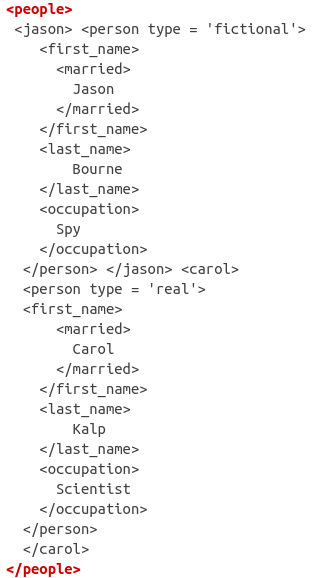 <people>
<jason> <person type = 'fictional'>
<first_name>
<married>
Jason
</married>
</first_name>
<last_name>
Bourne
</last_name>
<occupation>
Spy
</occupation>
</person> </jason> <carol>
<person type = 'real'>
<first_name>
<married>
Carol
</married>
</first_name>
<last_name>
Kalp
</last_name>
<occupation>
Scientist
</occupation>
</person>
</carol>
</people>